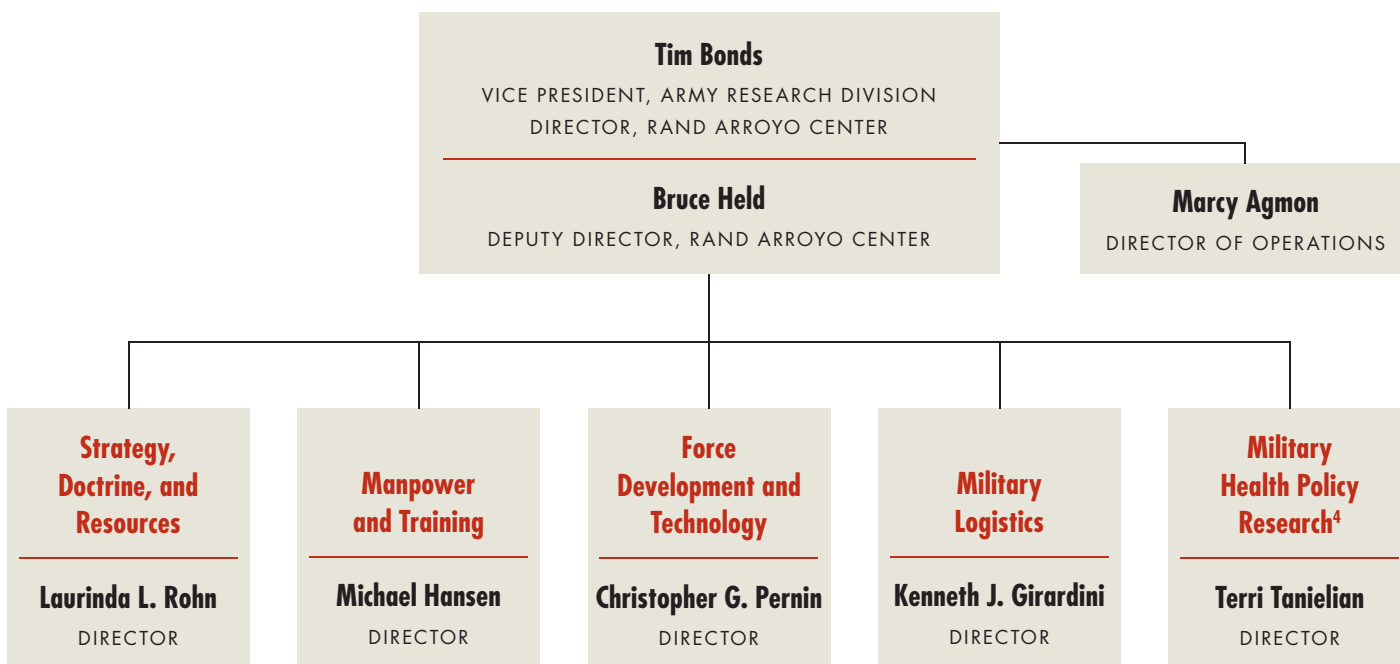 Tim Bonds
VICE PRESIDENT, ARMY RESEARCH DIVISION
DIRECTOR, RAND ARROYO CENTER
Bruce Held
DEPUTY DIRECTOR, RAND ARROYO CENTER
Marcy Agmon
DIRECTOR OF OPERATIONS
Strategy,
Doctrine, and
Resources
Laurinda L. Rohn
DIRECTOR
Manpower
and Training
Michael Hansen
DIRECTOR
Force
Development and
Technology
Christopher G. Pernin
DIRECTOR
Military
Logistics
Kenneth J. Girardini
DIRECTOR
Military
Health Policy
Research⁴
Terri Tanielian
DIRECTOR